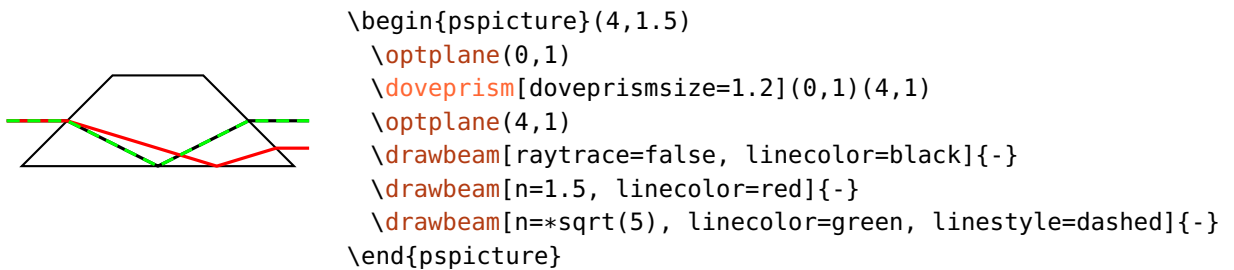 \begin{pspicture}(4,1.5)
  \optplane(0,1)
  \doveprism[doveprismsize=1.2](0,1)(4,1)
  \optplane(4,1)
  \drawbeam[raytrace=false, linecolor=black]{-}
  \drawbeam[n=1.5, linecolor=red]{-}
  \drawbeam[n=*sqrt(5), linecolor=green, linestyle=dashed]{-}
\end{pspicture}